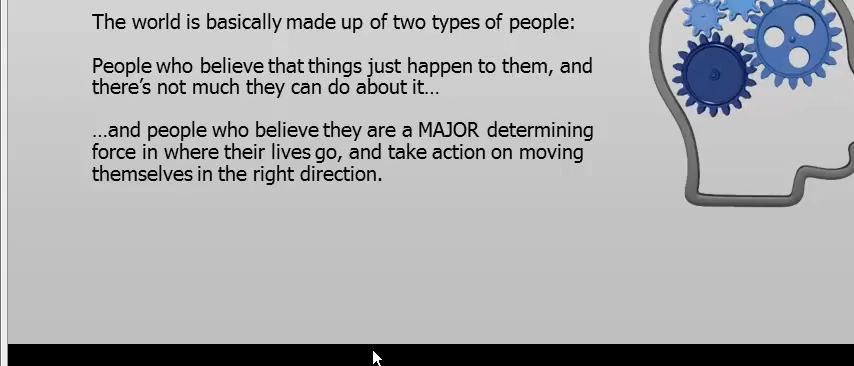 The world is basically made up of two types of people:
People who believe that things just happen to them, and
there’s not much they can do about it…
…and people who believe they are a MAJOR determining
force in where their lives go, and take action on moving
themselves in the right direction.